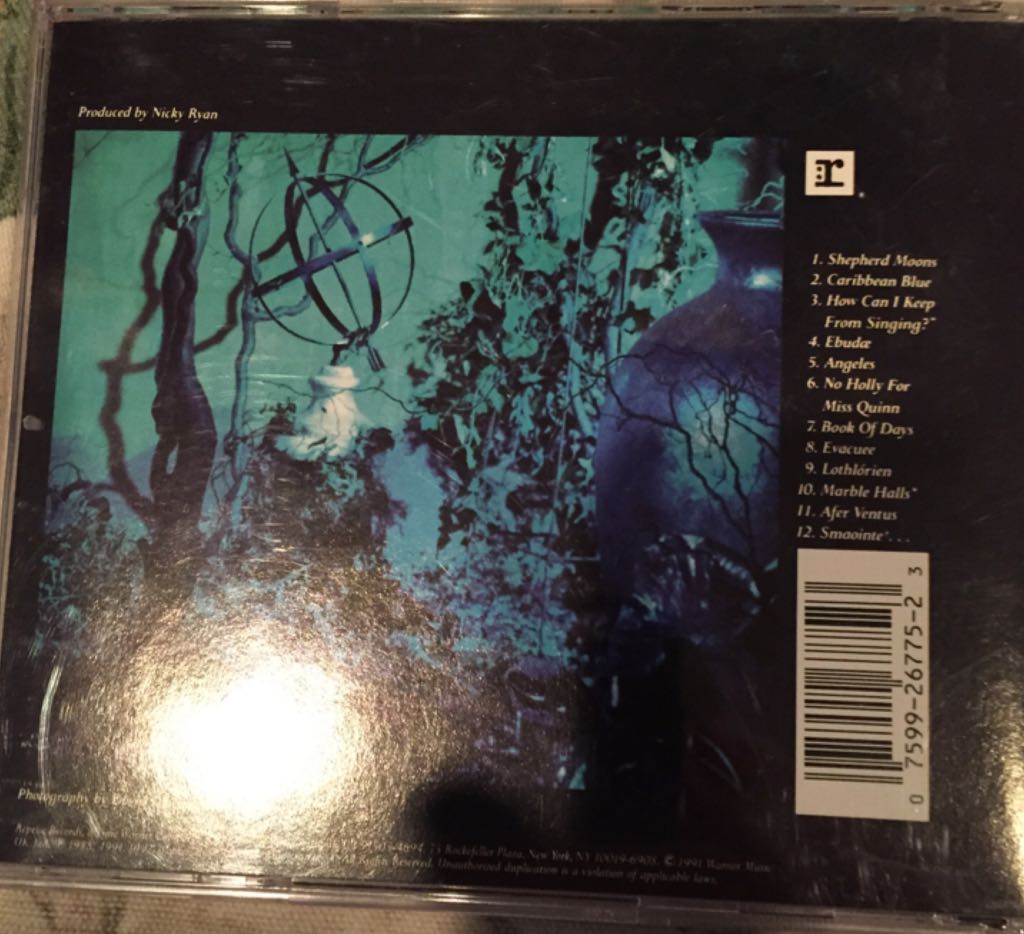 Produced by Nicky Ryan
r
1. Shepherd Moons
2. Caribbean Blue
3. How Can I Keep
From Singing?*
4. Ebudæ
5. Angeles
6. No Holly For
Miss Quinn
7. Book Of Days
8. Evacuee
9. Lothlórien
10. Marble Halls*
11. Afer Ventus
12. Smaointe*. . .
0 7599-26775-2 3
Photography by
Reprise Records,
75 Rockefeller Plaza, New York, NY 10019-6908. © 1991 Warner Music
All Rights Reserved. Unauthorized duplication is a violation of applicable laws.